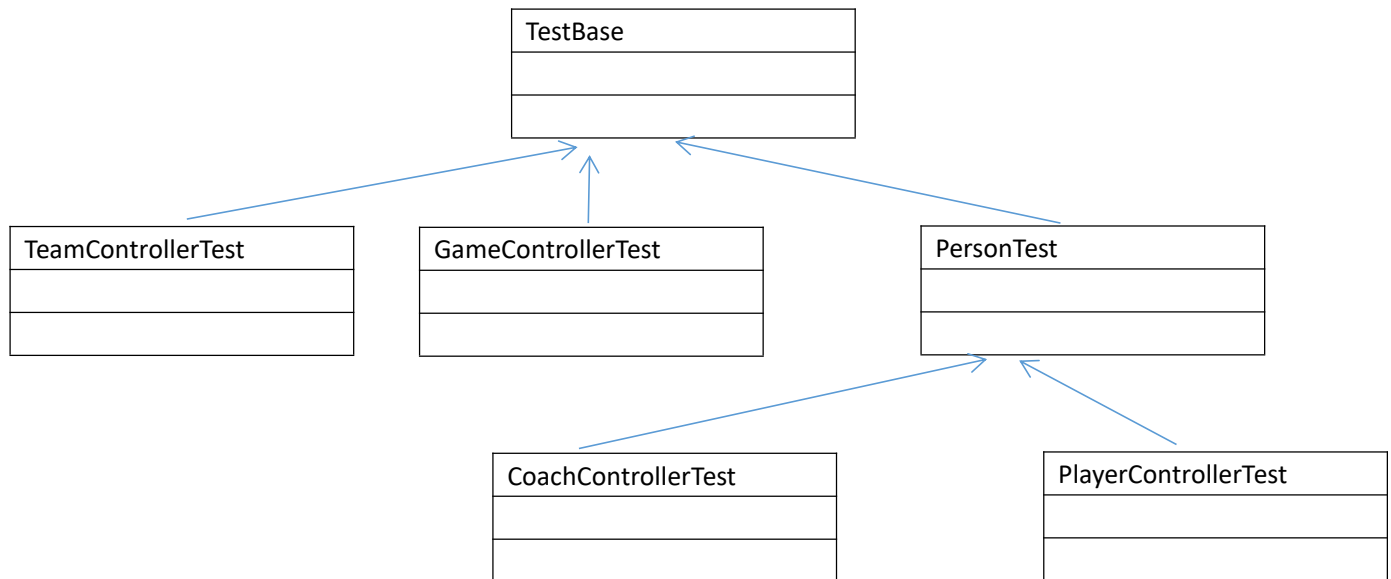 TestBase
TeamControllerTest
GameControllerTest
PersonTest
CoachControllerTest
PlayerControllerTest